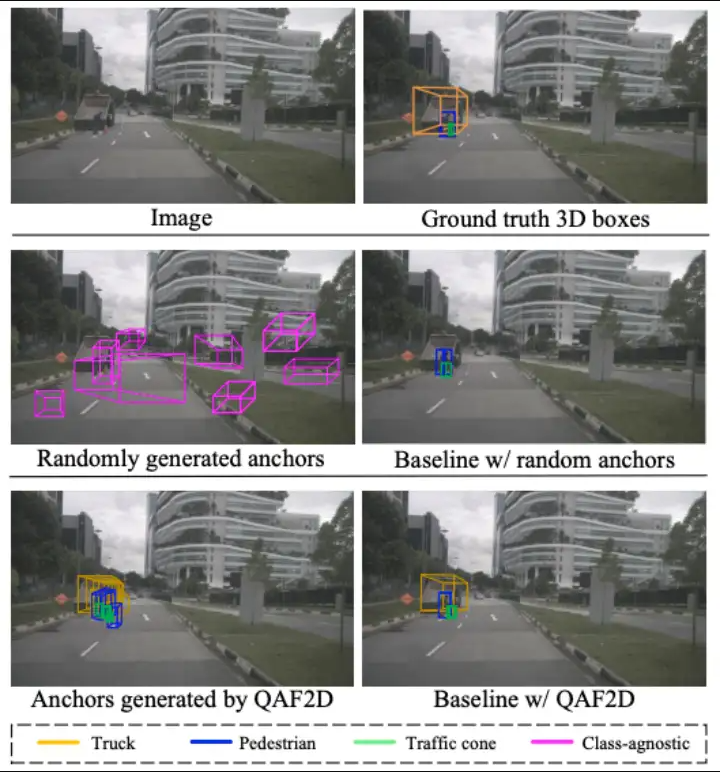 Image
Ground truth 3D boxes
Randomly generated anchors
Baseline w/ random anchors
Anchors generated by QAF2D
Baseline w/ QAF2D
Truck
Pedestrian
Traffic cone
Class-agnostic